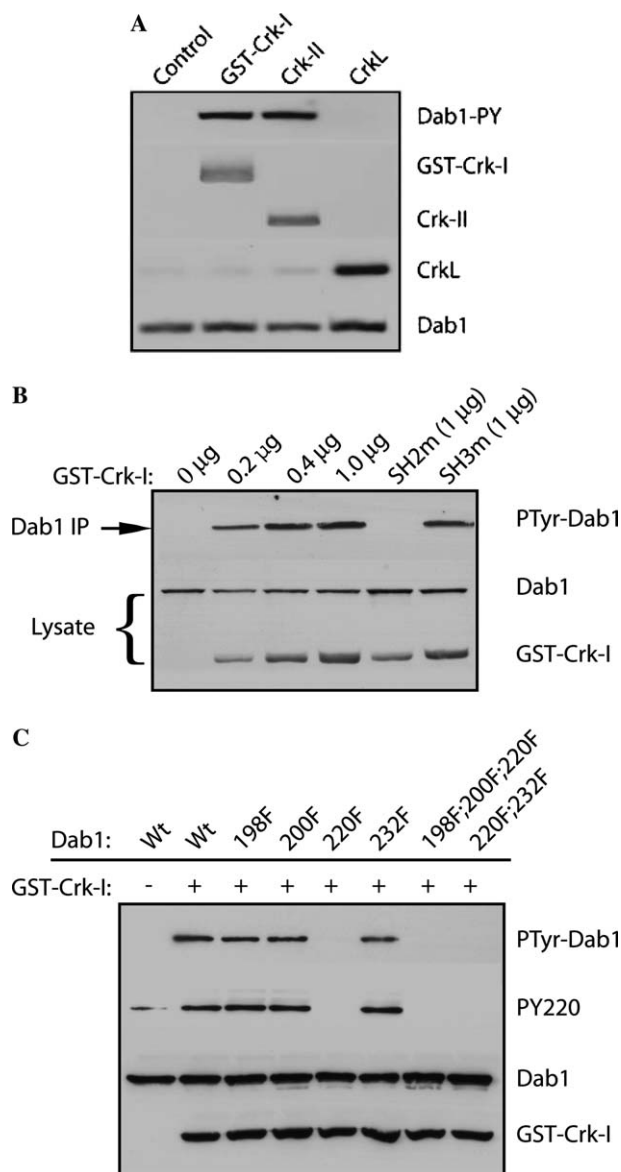 A
Control
GST-Crk-I
Crk-II
CrkL
Dab1-PY
GST-Crk-I
Crk-II
CrkL
Dab1
B
GST-Crk-I: 0 µg 0.2 µg 0.4 µg 1.0 µg SH2m (1 µg) SH3m (1 µg)
Dab1 IP PTyr-Dab1
Dab1
Lysate
GST-Crk-I
C
Dab1: Wt Wt 198F 200F 220F 232F 198F;200F;220F 220F;232F
GST-Crk-I: - + + + + + + +
PTyr-Dab1
PY220
Dab1
GST-Crk-I